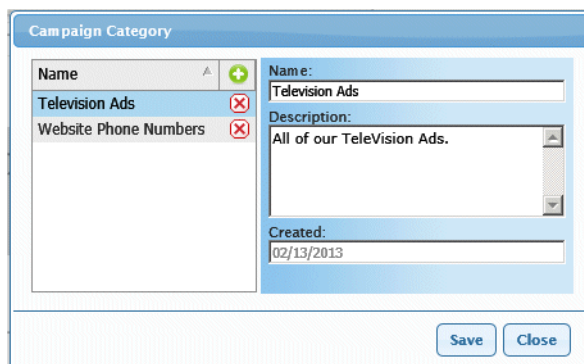 Campaign Category
Name
Television Ads
Website Phone Numbers
Name:
Television Ads
Description:
All of our TeleVision Ads.
Created:
02/13/2013
Save Close